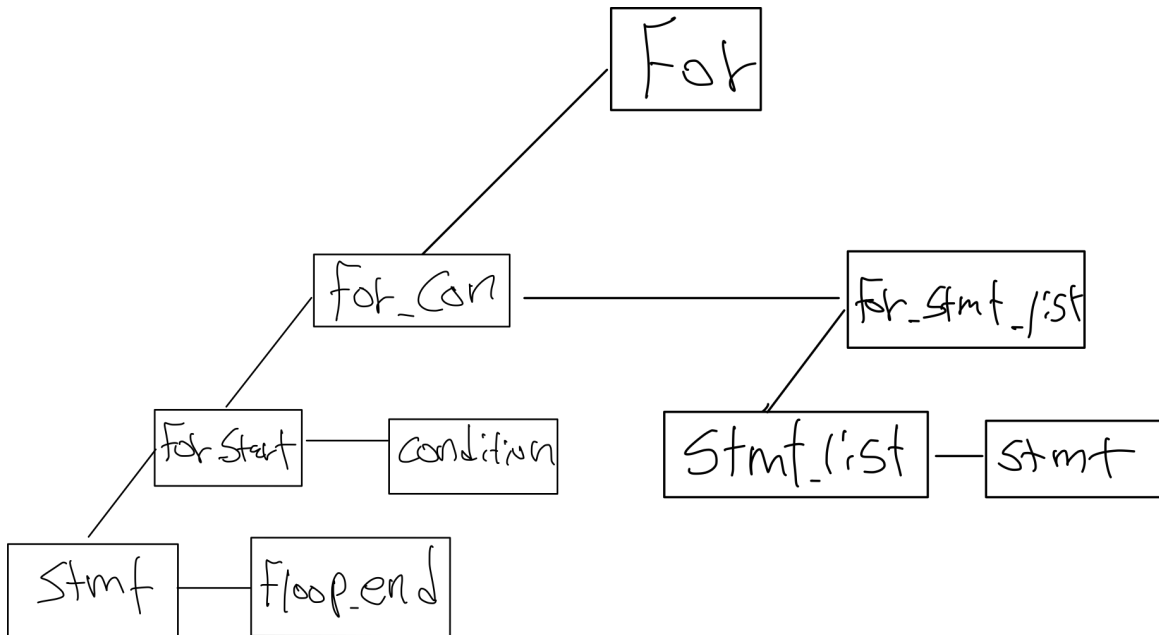 For
For_Con
For_stmt_list
For Start
condition
Stmt_list
stmt
stmt
Floop_end